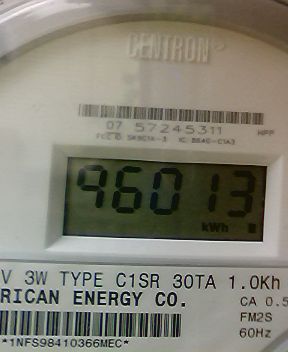 CENTRON®
07 57245311
HPP
96013
kWh
V 3W TYPE C1SR 30TA 1.0Kh
RICAN ENERGY CO.
CA 0.5
FM2S
60Hz
*1NFS98410366MEC*